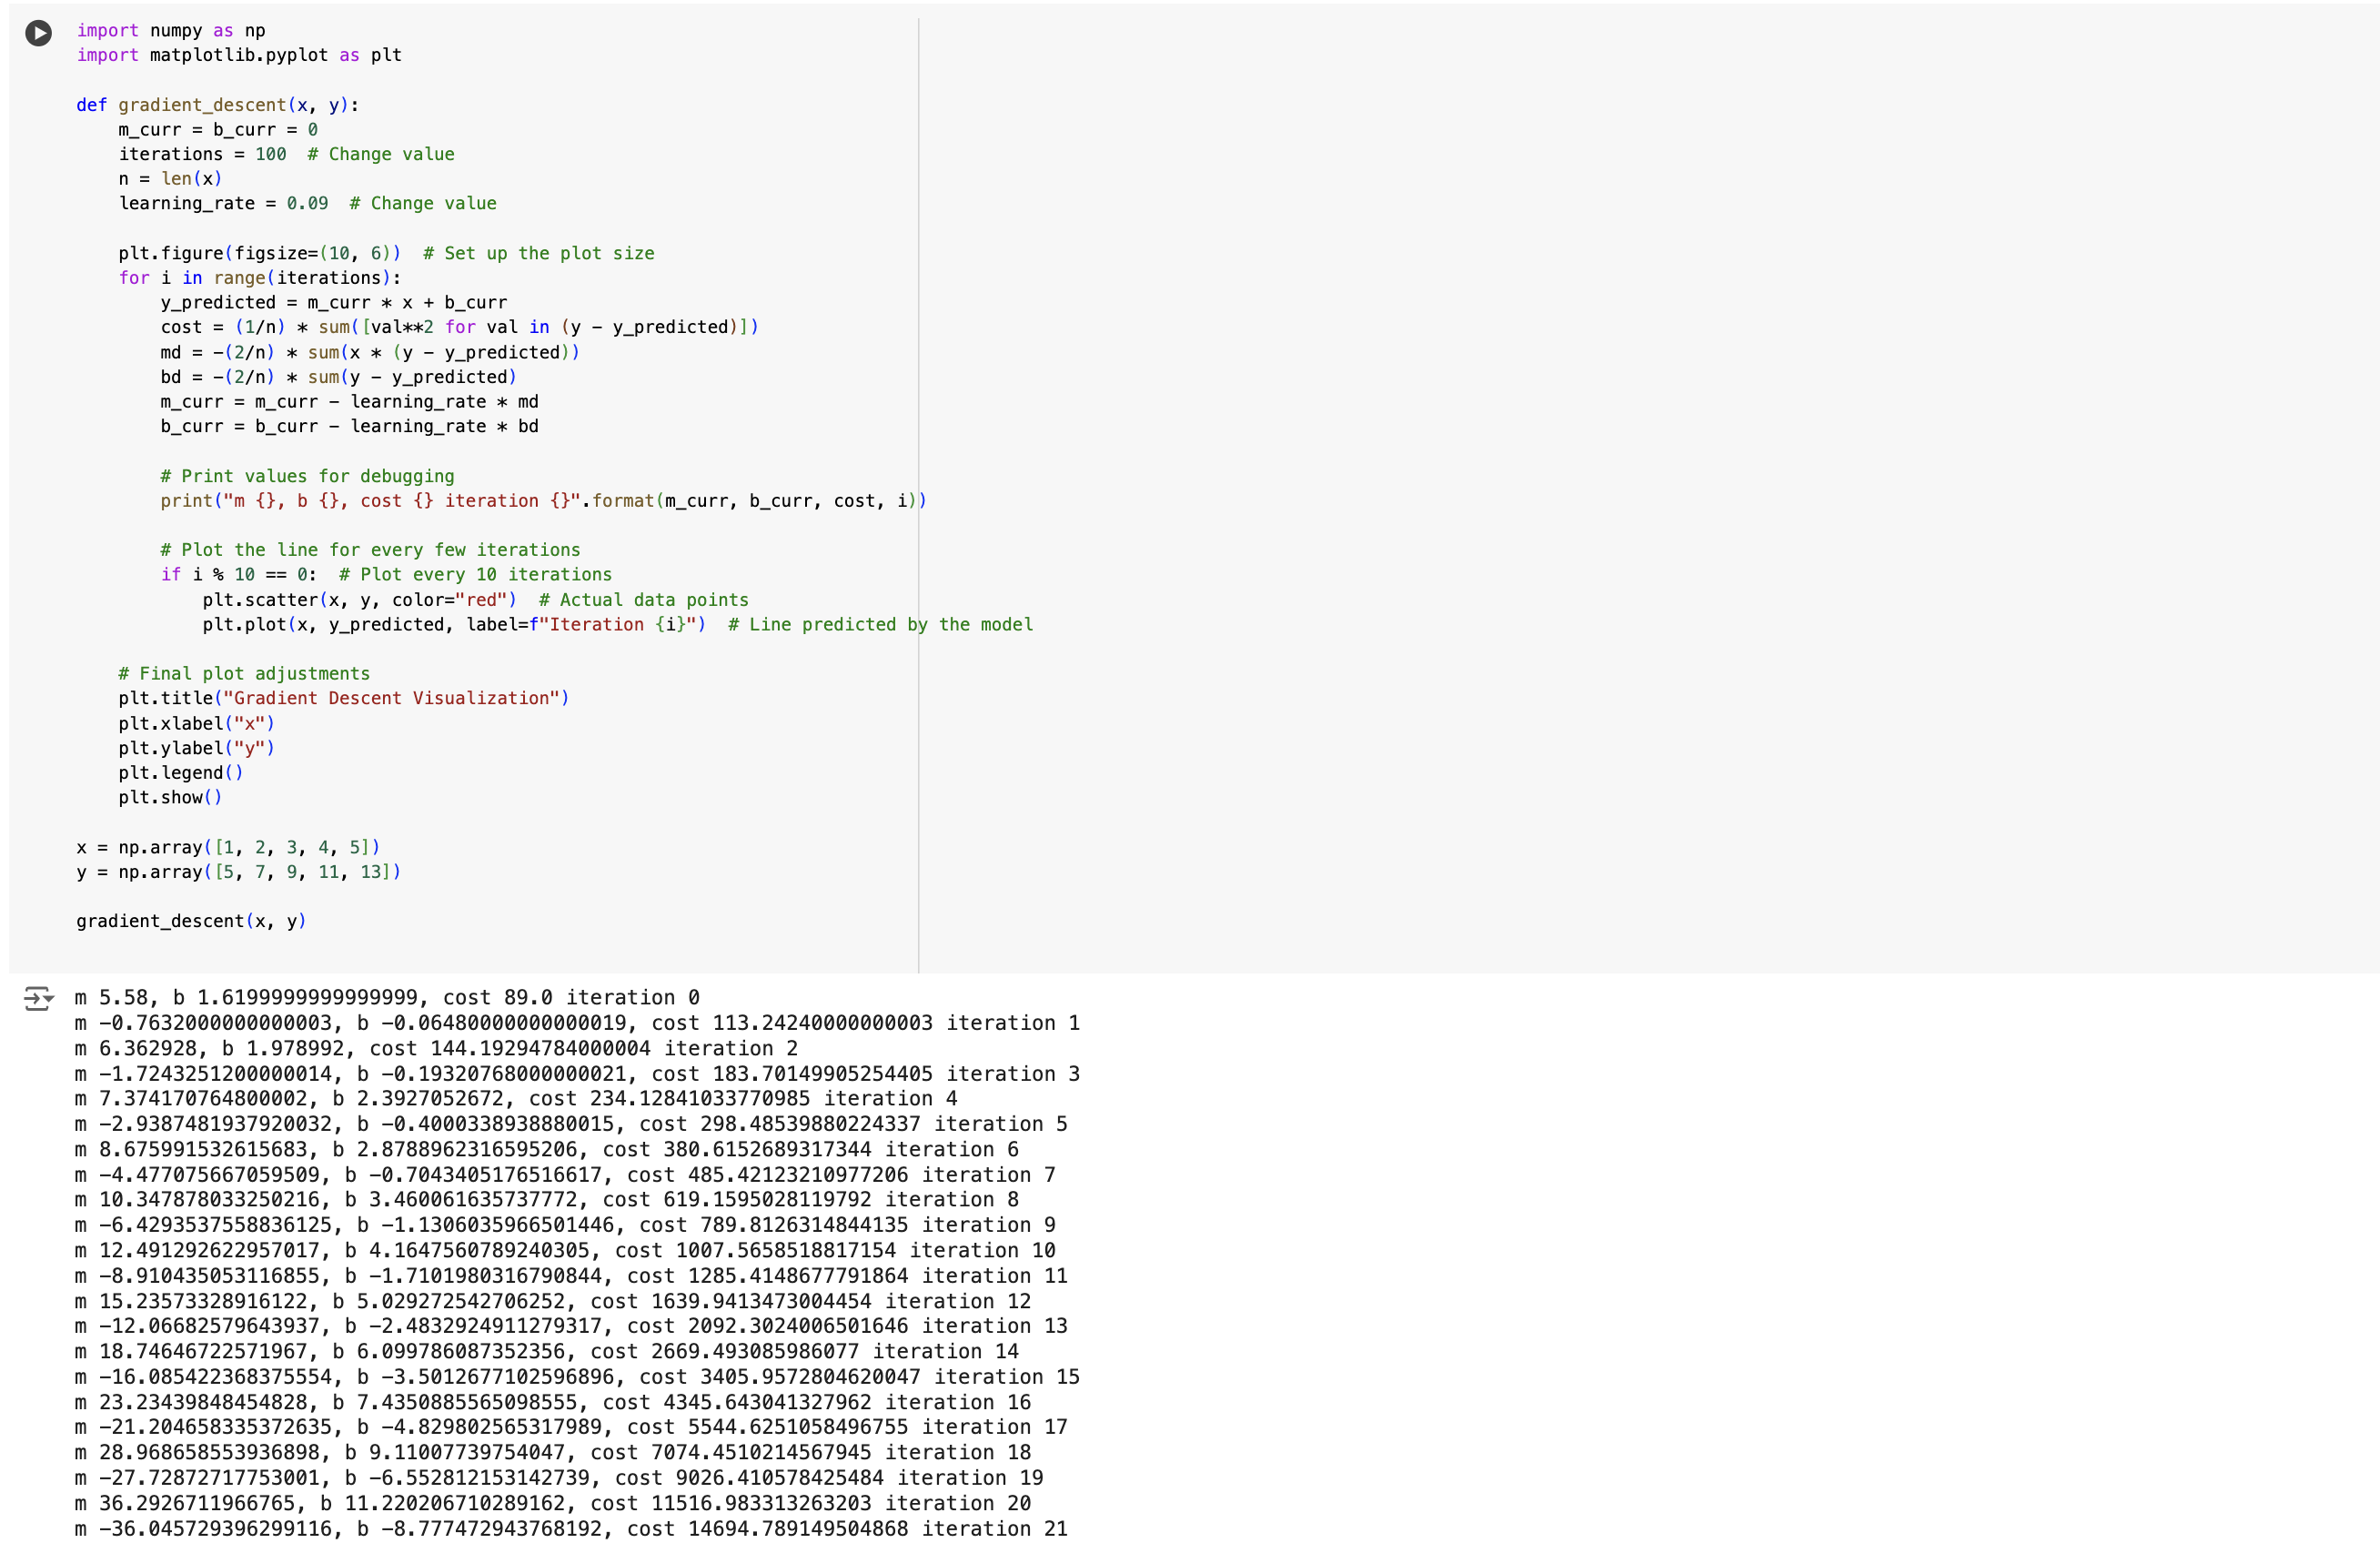 import numpy as np
import matplotlib.pyplot as plt

def gradient_descent(x, y):
    m_curr = b_curr = 0
    iterations = 100  # Change value
    n = len(x)
    learning_rate = 0.09  # Change value

    plt.figure(figsize=(10, 6))  # Set up the plot size
    for i in range(iterations):
        y_predicted = m_curr * x + b_curr
        cost = (1/n) * sum([val**2 for val in (y - y_predicted)])
        md = -(2/n) * sum(x * (y - y_predicted))
        bd = -(2/n) * sum(y - y_predicted)
        m_curr = m_curr - learning_rate * md
        b_curr = b_curr - learning_rate * bd

        # Print values for debugging
        print("m {}, b {}, cost {} iteration {}".format(m_curr, b_curr, cost, i))

        # Plot the line for every few iterations
        if i % 10 == 0:  # Plot every 10 iterations
            plt.scatter(x, y, color="red")  # Actual data points
            plt.plot(x, y_predicted, label=f"Iteration {i}")  # Line predicted by the model

    # Final plot adjustments
    plt.title("Gradient Descent Visualization")
    plt.xlabel("x")
    plt.ylabel("y")
    plt.legend()
    plt.show()

x = np.array([1, 2, 3, 4, 5])
y = np.array([5, 7, 9, 11, 13])

gradient_descent(x, y)

m 5.58, b 1.6199999999999999, cost 89.0 iteration 0
m -0.7632000000000003, b -0.06480000000000019, cost 113.24240000000003 iteration 1
m 6.362928, b 1.978992, cost 144.19294784000004 iteration 2
m -1.7243251200000014, b -0.19320768000000021, cost 183.70149905254405 iteration 3
m 7.374170764800002, b 2.3927052672, cost 234.12841033770985 iteration 4
m -2.9387481937920032, b -0.4000338938880015, cost 298.48539880224337 iteration 5
m 8.675991532615683, b 2.8788962316595206, cost 380.6152689317344 iteration 6
m -4.477075667059509, b -0.7043405176516617, cost 485.42123210977206 iteration 7
m 10.347878033250216, b 3.460061635737772, cost 619.1595028119792 iteration 8
m -6.4293537558836125, b -1.1306035966501446, cost 789.8126314844135 iteration 9
m 12.491292622957017, b 4.1647560789240305, cost 1007.5658518817154 iteration 10
m -8.910435053116855, b -1.7101980316790844, cost 1285.4148677791864 iteration 11
m 15.23573328916122, b 5.029272542706252, cost 1639.9413473004454 iteration 12
m -12.06682579643937, b -2.4832924911279317, cost 2092.3024006501646 iteration 13
m 18.74646722571967, b 6.099786087352356, cost 2669.493085986077 iteration 14
m -16.085422368375554, b -3.5012677102596896, cost 3405.9572804620047 iteration 15
m 23.23439848454828, b 7.4350885565098555, cost 4345.643041327962 iteration 16
m -21.204658335372635, b -4.829802565317989, cost 5544.6251058496755 iteration 17
m 28.968658553936898, b 9.11007739754047, cost 7074.4510214567945 iteration 18
m -27.72872717753001, b -6.552812153142739, cost 9026.410578425484 iteration 19
m 36.2926711966765, b 11.220206710289162, cost 11516.983313263203 iteration 20
m -36.045729396299116, b -8.777472943768192, cost 14694.789149504868 iteration 21